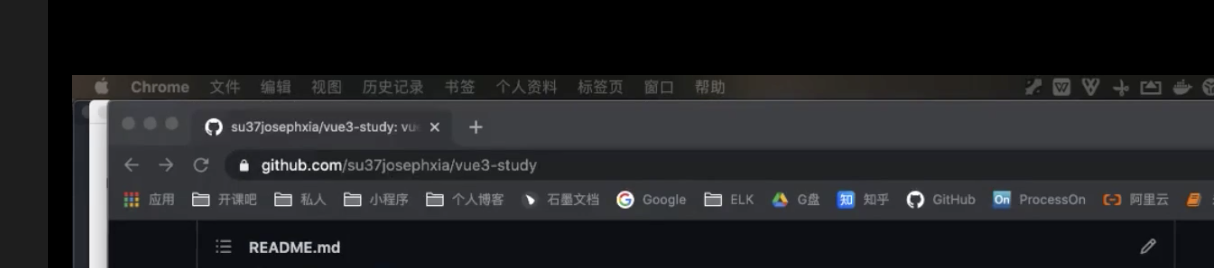 Chrome 文件 编辑 视图 历史记录 书签 个人资料 标签页 窗口 帮助
su37josephxia/vue3-study: vu
github.com/su37josephxia/vue3-study
应用 开课吧 私人 小程序 个人博客 石墨文档 Google ELK G盘 知 知乎 GitHub On ProcessOn 阿里云
README.md